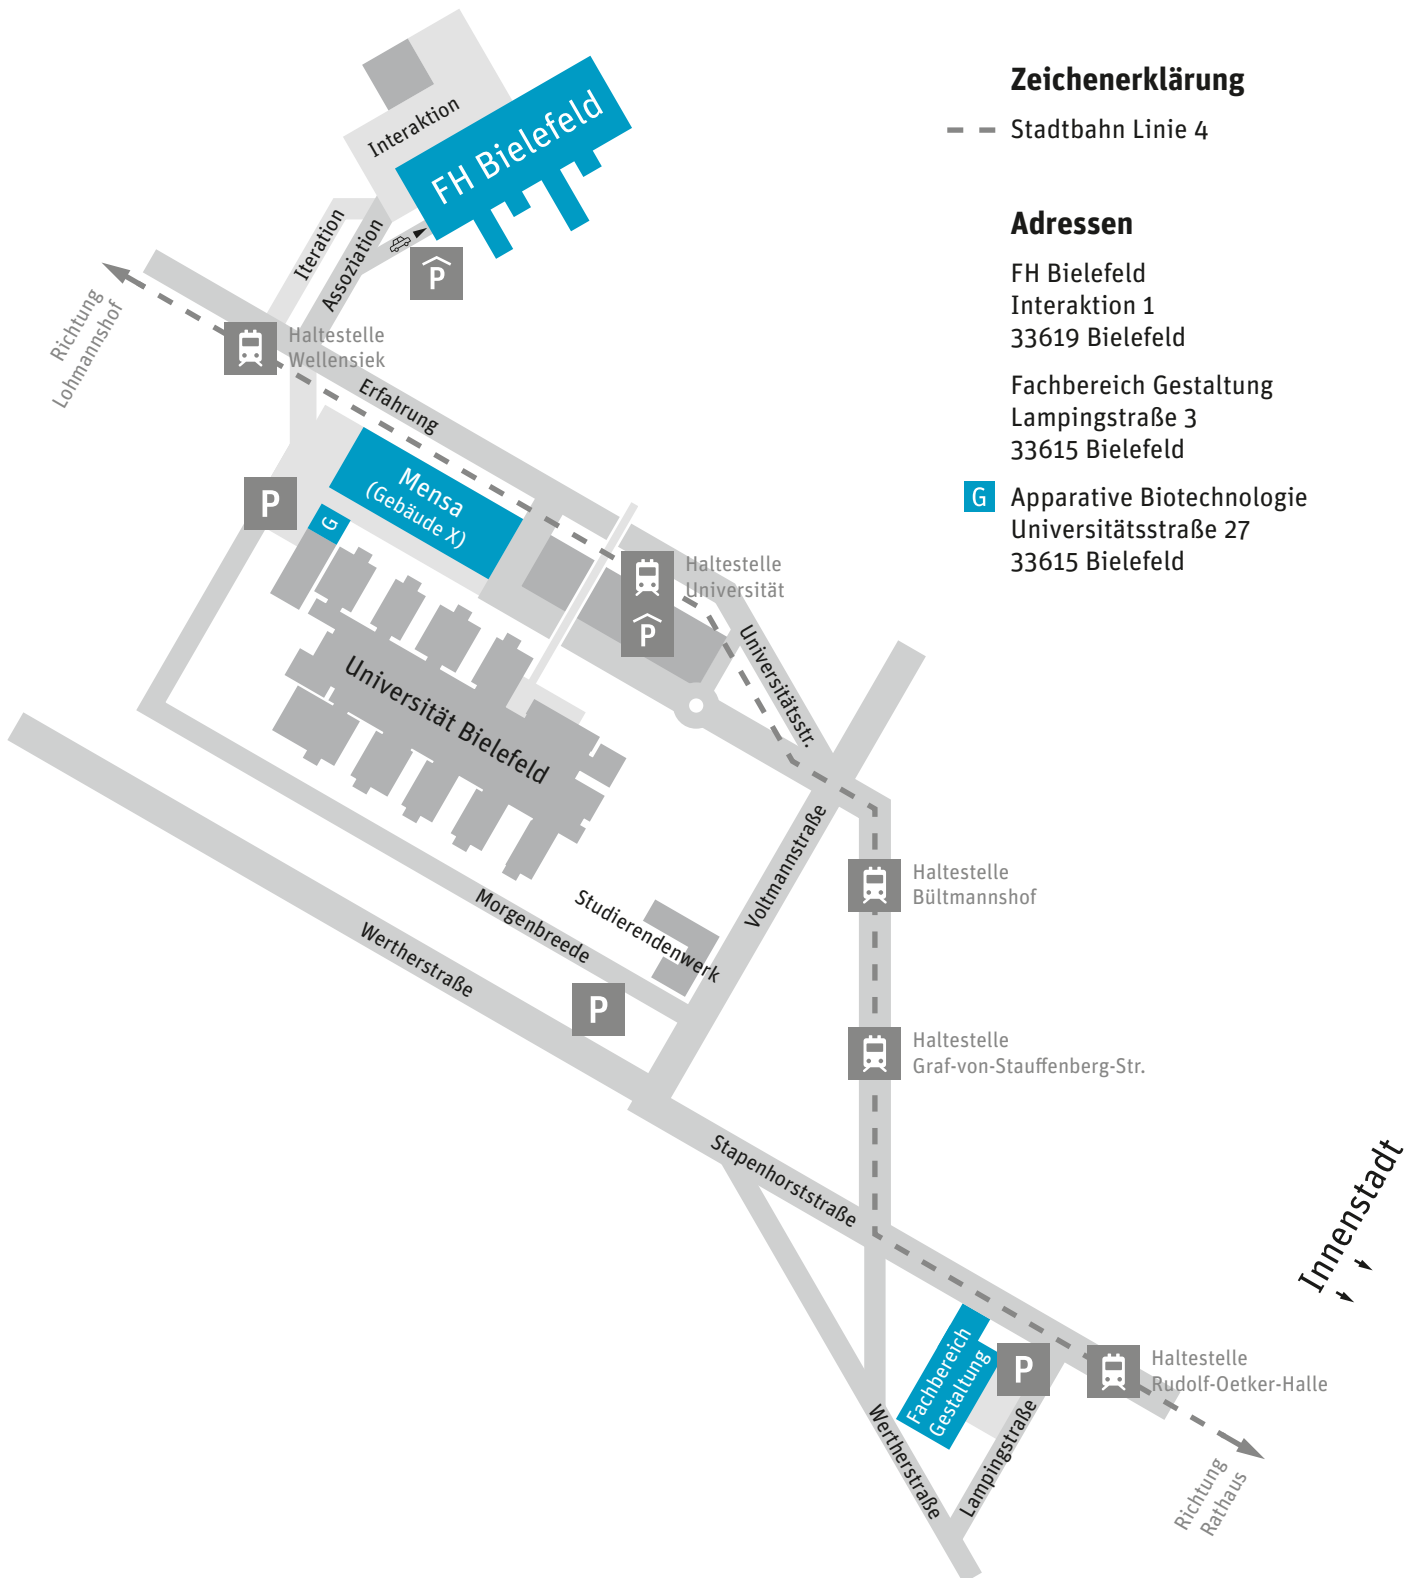 Zeichenerklärung
Stadtbahn Linie 4
Adressen
FH Bielefeld
Interaktion 1
33619 Bielefeld
Fachbereich Gestaltung
Lampingstraße 3
33615 Bielefeld
G Apparative Biotechnologie
Universitätsstraße 27
33615 Bielefeld
Interaktion
FH Bielefeld
Iteration
Assoziation
P
Richtung
Lohmannshof
Haltestelle
Wellensiek
Erfahrung
Mensa
(Gebäude X)
P
G
Haltestelle
Universität
P
Universitätsstr.
Universität Bielefeld
Voltmannstraße
Haltestelle
Bültmannshof
Studierendenwerk
Morgenbreede
Wertherstraße
P
Haltestelle
Graf-von-Stauffenberg-Str.
Stapenhorststraße
Innenstadt
Fachbereich
Gestaltung
P
Haltestelle
Rudolf-Oetker-Halle
Wertherstraße
Lampingstraße
Richtung
Rathaus